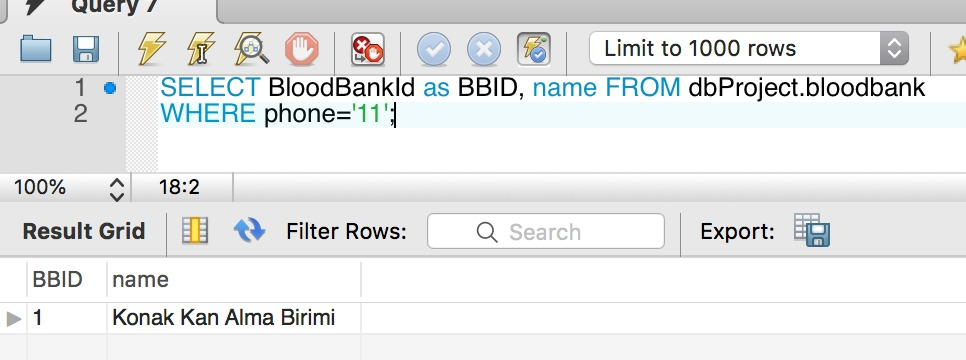 Query 7
Limit to 1000 rows
1 SELECT BloodBankId as BBID, name FROM dbProject.bloodbank
2 WHERE phone='11';
100% 18:2
Result Grid Filter Rows: Search Export:
BBID name
1 Konak Kan Alma Birimi